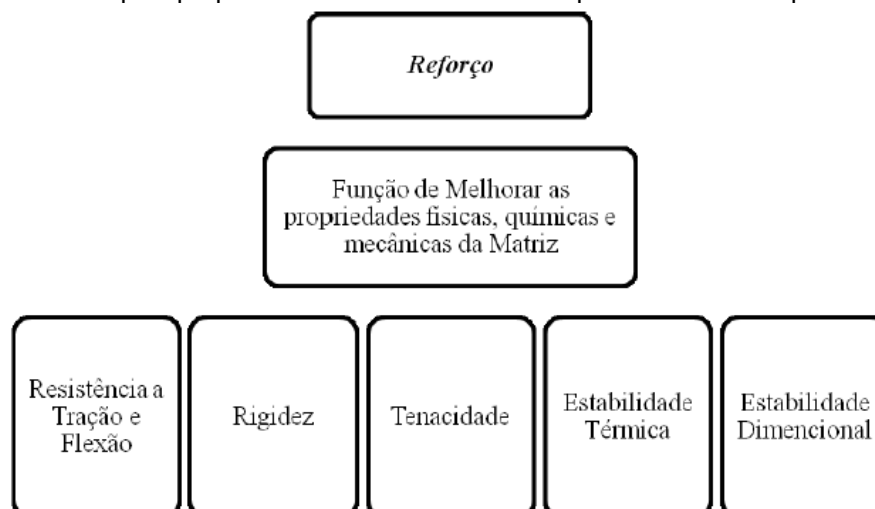 Reforço
Função de Melhorar as
propriedades físicas, químicas e
mecânicas da Matriz
Resistência a
Tração e
Flexão
Rigidez
Tenacidade
Estabilidade
Térmica
Estabilidade
Dimencional